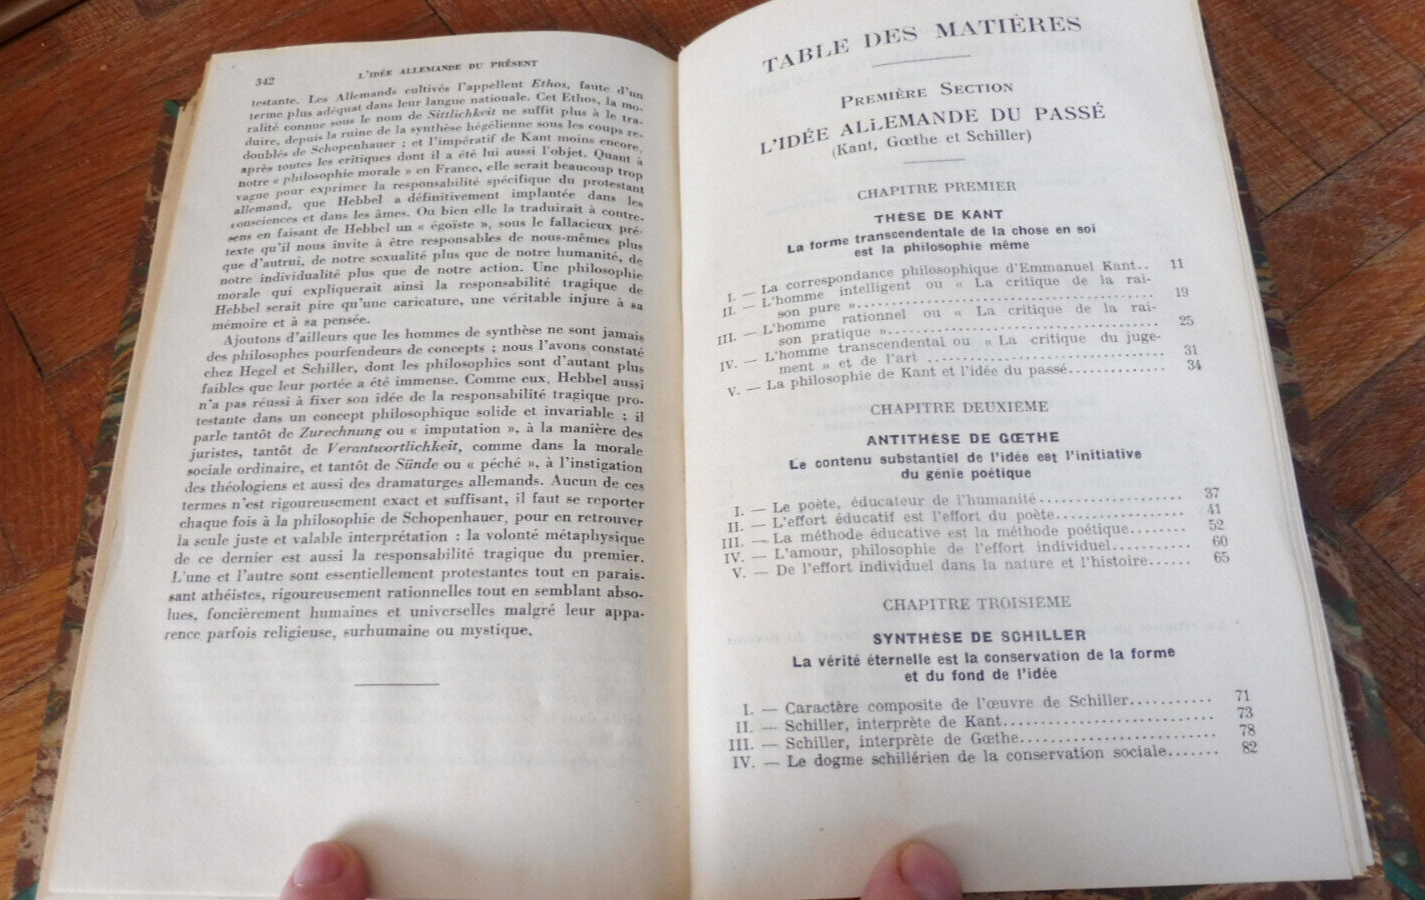 342
L'IDÉE ALLEMANDE DU PRÉSENT
testante. Les Allemands cultivés l'appellent Ethos, faute d'un
terme plus adéquat dans leur langue nationale. Cet Ethos, la mo-
ralité connue sous le nom de Sittlichkeit ne suffit plus à le tra-
duire, depuis la ruine de la synthèse hégélienne sous les coups re-
doublés de Schopenhauer ; et l'impératif de Kant moins encore,
après toutes les critiques dont il a été lui aussi l'objet. Quant à
notre « philosophie morale » en France, elle serait beaucoup trop
vague pour exprimer la responsabilité spécifique du protestant
allemand, que Hebbel a définitivement implantée dans les
consciences et dans les âmes. Ou bien elle la traduirait à contre-
sens en faisant de Hebbel un « égoïste », sous le fallacieux pré-
texte qu'il nous invite à être responsables de nous-mêmes plus
que d'autrui, de notre sexualité plus que de notre humanité, de
notre individualité plus que de notre action. Une philosophie
morale qui expliquerait ainsi la responsabilité tragique de
Hebbel serait pire qu'une caricature, une véritable injure à sa
mémoire et à sa pensée.
Ajoutons d'ailleurs que les hommes de synthèse ne sont jamais
des philosophes pourfendeurs de concepts ; nous l'avons constaté
chez Hegel et Schiller, dont les philosophies sont d'autant plus
faibles que leur portée a été immense. Comme eux, Hebbel aussi
n'a pas réussi à fixer son idée de la responsabilité tragique pro-
testante dans un concept philosophique solide et invariable ; il
parle tantôt de Zurechnung ou « imputation », à la manière des
juristes, tantôt de Verantwortlichkeit, comme dans la morale
sociale ordinaire, et tantôt de Sünde ou « péché », à l'instigation
des théologiens et aussi des dramaturges allemands. Aucun de ces
termes n'est rigoureusement exact et suffisant, il faut se reporter
chaque fois à la philosophie de Schopenhauer, pour en retrouver
la seule juste et valable interprétation : la volonté métaphysique
de ce dernier est aussi la responsabilité tragique du premier.
L'une et l'autre sont essentiellement protestantes tout en parais-
sant athéistes, rigoureusement rationnelles tout en semblant abso-
lues, foncièrement humaines et universelles malgré leur appa-
rence parfois religieuse, surhumaine ou mystique.
TABLE DES MATIÈRES
PREMIÈRE SECTION
L'IDÉE ALLEMANDE DU PASSÉ
(Kant, Gœthe et Schiller)
CHAPITRE PREMIER
THÈSE DE KANT
La forme transcendentale de la chose en soi
est la philosophie même
I. — La correspondance philosophique d'Emmanuel Kant.. 11
II. — L'homme intelligent ou « La critique de la rai-
son pure »........................................ 19
III. — L'homme rationnel ou « La critique de la rai-
son pratique ».................................... 25
IV. — L'homme transcendantal ou « La critique du juge-
ment » et de l'art ................................ 31
V. — La philosophie de Kant et l'idée du passé............. 34
CHAPITRE DEUXIÈME
ANTITHÈSE DE GŒTHE
Le contenu substantiel de l'idée est l'initiative
du génie poétique
I. — Le poète, éducateur de l'humanité................... 37
II. — L'effort éducatif est l'effort du poète................. 41
III. — La méthode éducative est la méthode poétique........ 52
IV. — L'amour, philosophie de l'effort individuel........... 60
V. — De l'effort individuel dans la nature et l'histoire...... 65
CHAPITRE TROISIÈME
SYNTHÈSE DE SCHILLER
La vérité éternelle est la conservation de la forme
et du fond de l'idée
I. — Caractère composite de l'œuvre de Schiller........... 71
II. — Schiller, interprète de Kant........................... 73
III. — Schiller, interprète de Gœthe......................... 78
IV. — Le dogme schillérien de la conservation sociale....... 82